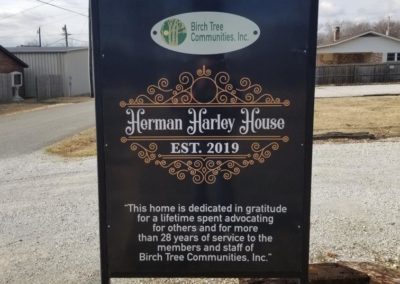 Birch Tree
Communities, Inc.
Herman Harley House
EST. 2019
"This home is dedicated in gratitude
for a lifetime spent advocating
for others and for more
than 28 years of service to the
members and staff of
Birch Tree Communities, Inc."